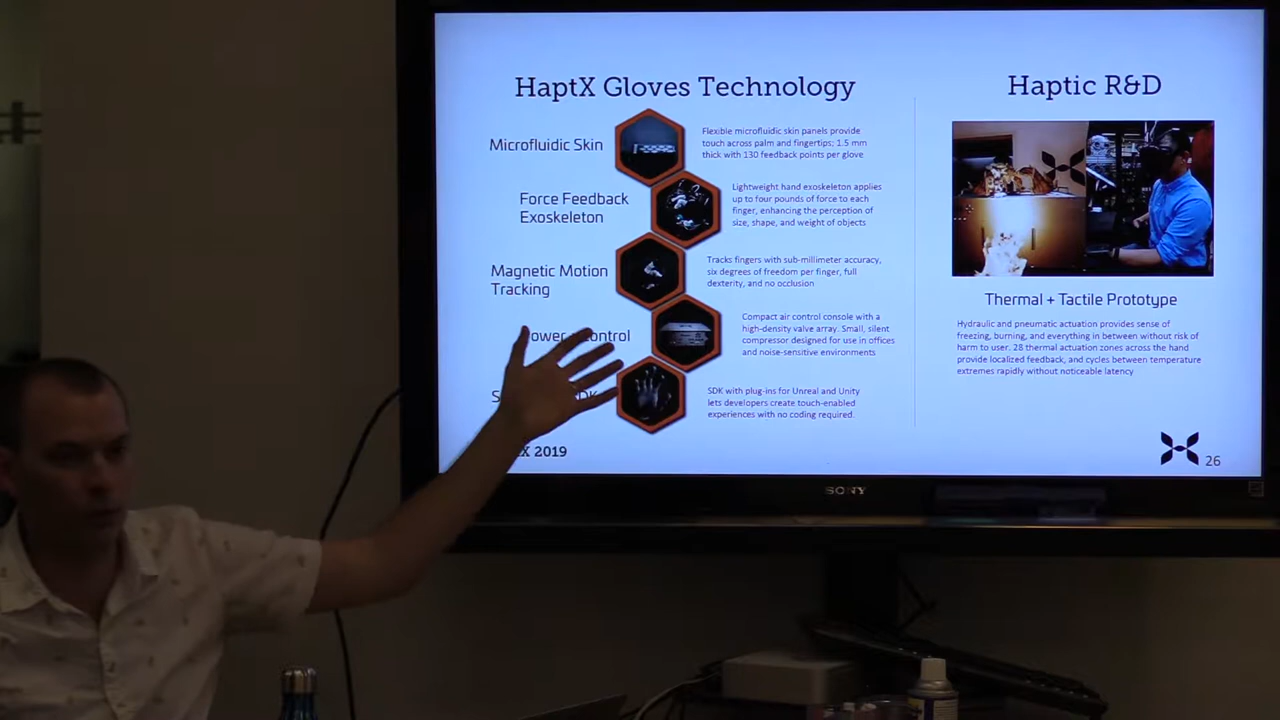 HaptX Gloves Technology
Microfluidic Skin
Flexible microfluidic skin panels provide
touch across palm and fingertips; 1.5 mm
thick with 130 feedback points per glove
Force Feedback
Exoskeleton
Lightweight hand exoskeleton applies
up to four pounds of force to each
finger, enhancing the perception of
size, shape, and weight of objects
Magnetic Motion
Tracking
Tracks fingers with sub-millimeter accuracy,
six degrees of freedom per finger, full
dexterity, and no occlusion
Compact air control console with a
high-density valve array. Small, silent
compressor designed for use in offices
and noise-sensitive environments
SDK with plug-ins for Unreal and Unity
lets developers create touch-enabled
experiences with no coding required.
2019
Haptic R&D
Thermal + Tactile Prototype
Hydraulic and pneumatic actuation provides sense of
freezing, burning, and everything in between without risk of
harm to user. 28 thermal actuation zones across the hand
provide localized feedback, and cycles between temperature
extremes rapidly without noticeable latency
26
SONY